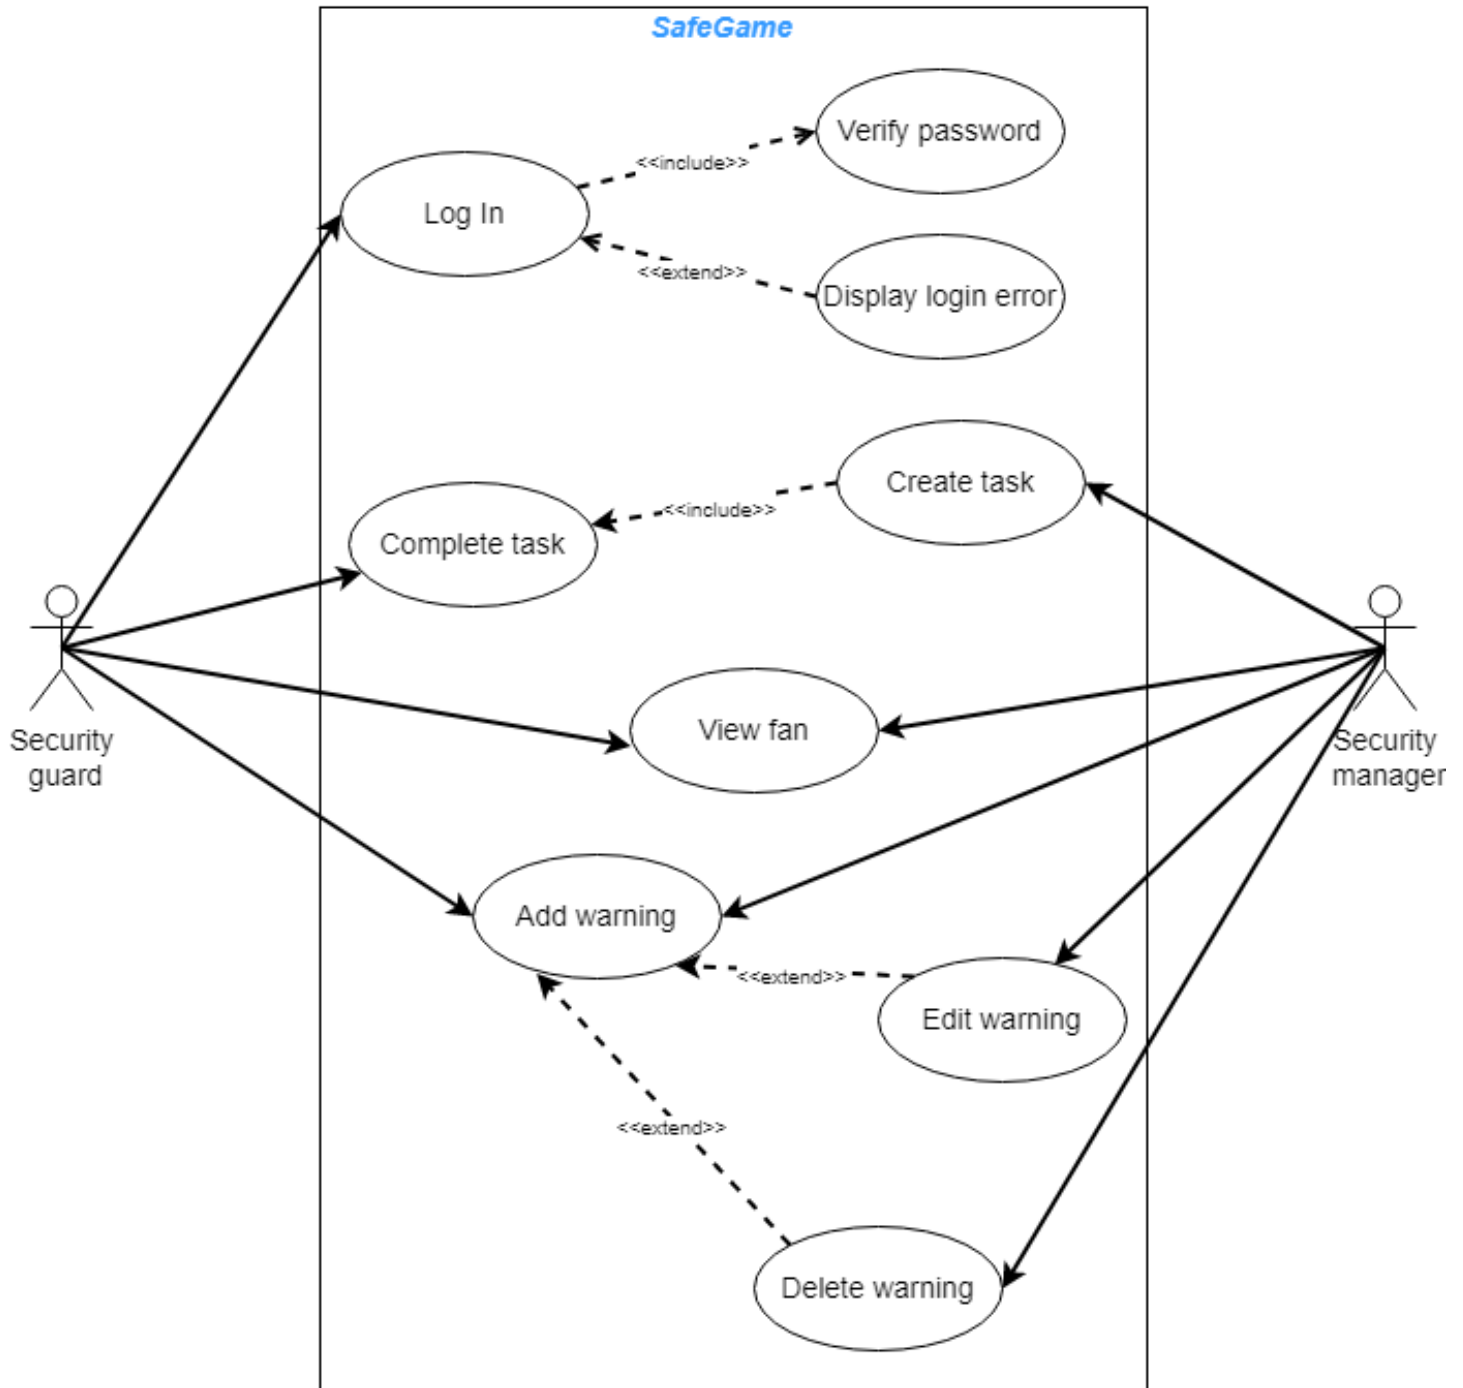 SafeGame
Verify password
<<include>>
Log In
<<extend>>
Display login error
Create task
<<include>>
Complete task
View fan
Security
guard
Security
manager
Add warning
<<extend>>
Edit warning
<<extend>>
Delete warning